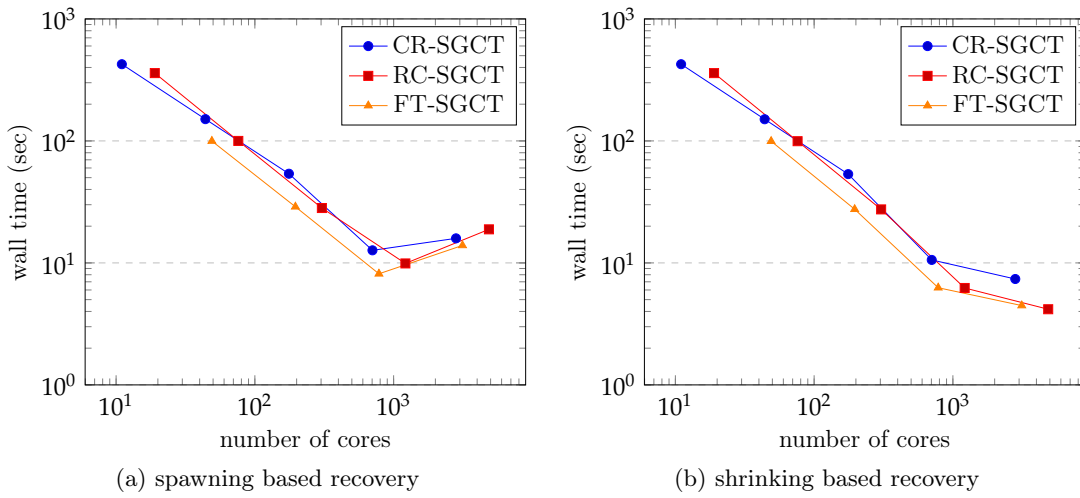 10^3
10^2
10^1
10^0
wall time (sec)
CR-SGCT
RC-SGCT
FT-SGCT
10^1 10^2 10^3
number of cores
(a) spawning based recovery
10^3
10^2
10^1
10^0
wall time (sec)
CR-SGCT
RC-SGCT
FT-SGCT
10^1 10^2 10^3
number of cores
(b) shrinking based recovery